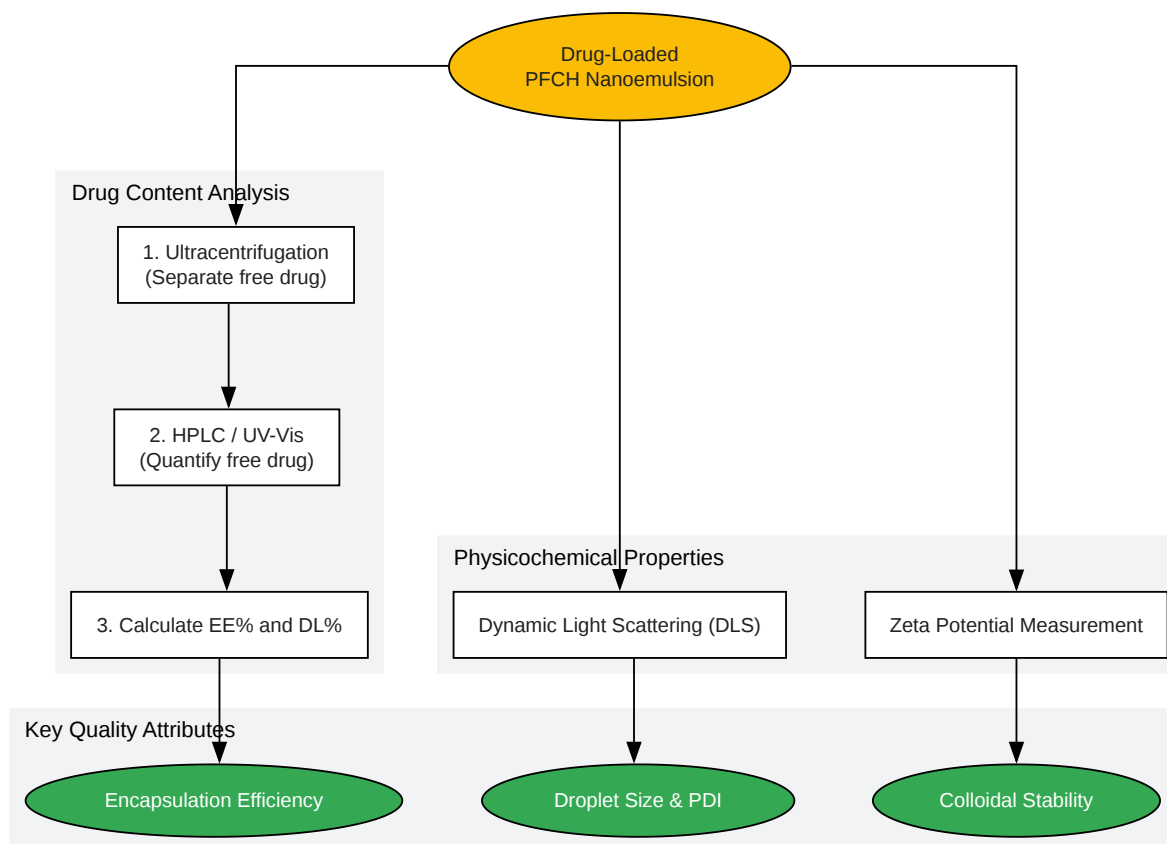 Drug-Loaded
PFCH Nanoemulsion
Drug Content Analysis
1. Ultracentrifugation
(Separate free drug)
2. HPLC / UV-Vis
(Quantify free drug)
3. Calculate EE% and DL%
Physicochemical Properties
Dynamic Light Scattering (DLS)
Zeta Potential Measurement
Key Quality Attributes
Encapsulation Efficiency
Droplet Size & PDI
Colloidal Stability